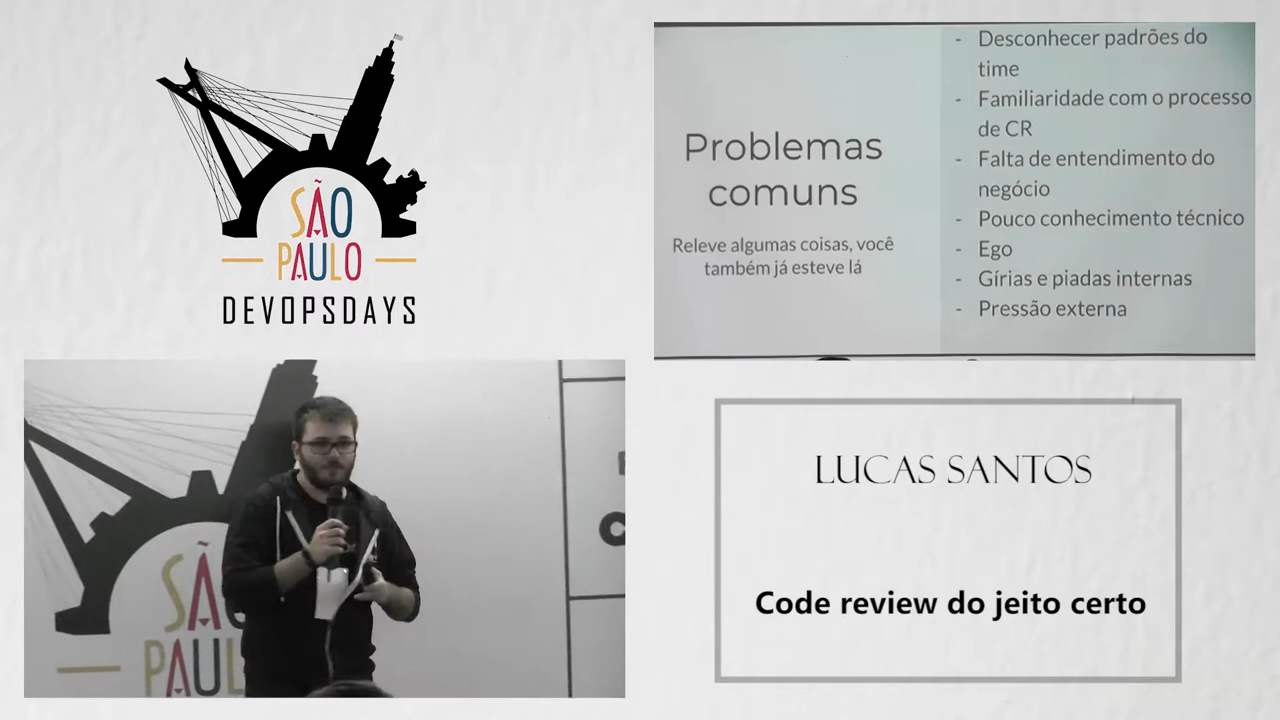 SÃO
PAULO
DEVOPSDAYS
Problemas
comuns
Releve algumas coisas, você
também já esteve lá
- Desconhecer padrões do
time
- Familiaridade com o processo
de CR
- Falta de entendimento do
negócio
- Pouco conhecimento técnico
- Ego
- Gírias e piadas internas
- Pressão externa
SÃ
PAUL
LUCAS SANTOS
Code review do jeito certo